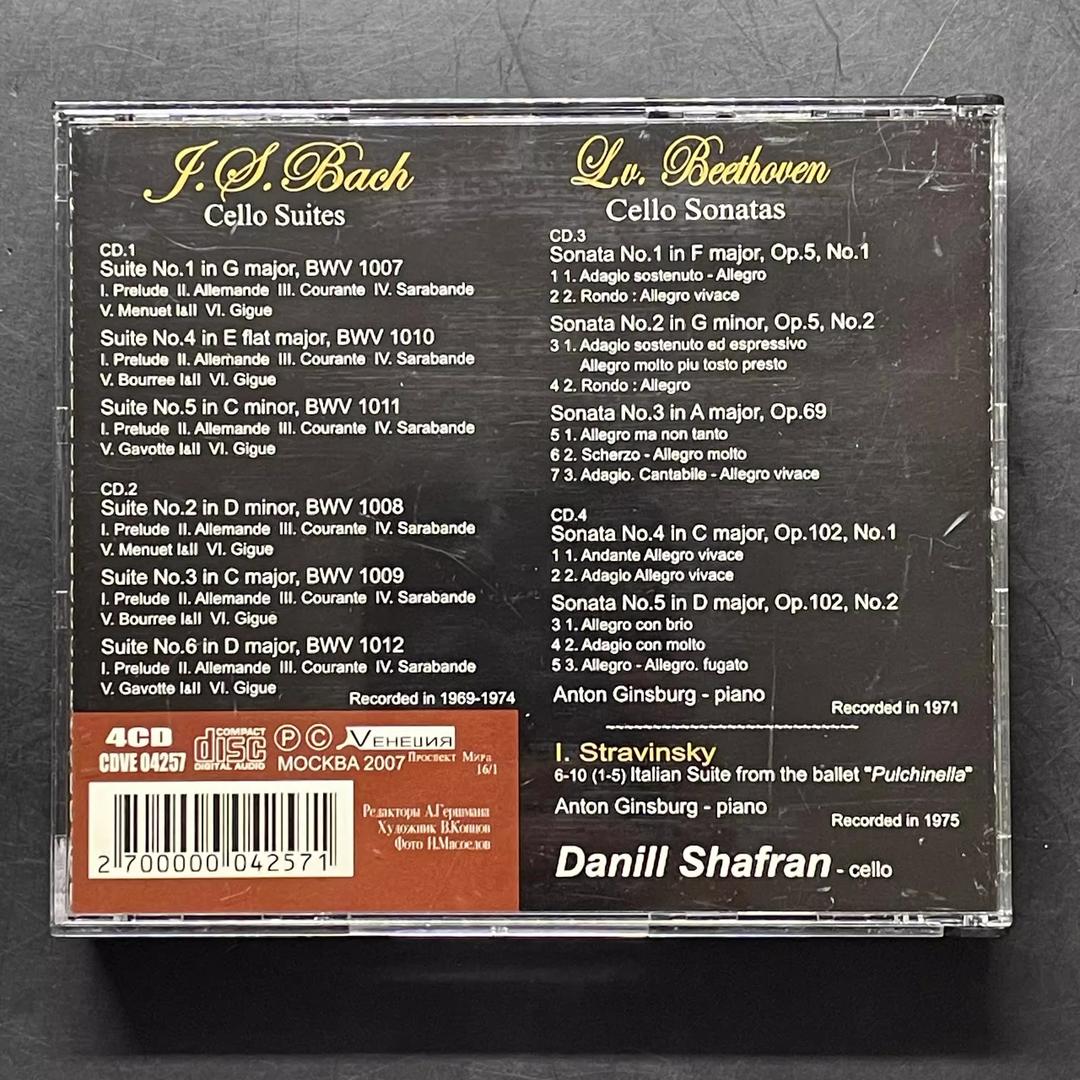 J. S. Bach
Cello Suites
CD.1
Suite No.1 in G major, BWV 1007
I. Prelude II. Allemande III. Courante IV. Sarabande
V. Menuet I&II VI. Gigue
Suite No.4 in E flat major, BWV 1010
I. Prelude II. Allemande III. Courante IV. Sarabande
V. Bourree I&II VI. Gigue
Suite No.5 in C minor, BWV 1011
I. Prelude II. Allemande III. Courante IV. Sarabande
V. Gavotte I&II VI. Gigue
CD.2
Suite No.2 in D minor, BWV 1008
I. Prelude II. Allemande III. Courante IV. Sarabande
V. Menuet I&II VI. Gigue
Suite No.3 in C major, BWV 1009
I. Prelude II. Allemande III. Courante IV. Sarabande
V. Bourree I&II VI. Gigue
Suite No.6 in D major, BWV 1012
I. Prelude II. Allemande III. Courante IV. Sarabande
V. Gavotte I&II VI. Gigue
Recorded in 1969-1974
4CD
CDVE 04257
COMPACT
disc
DIGITAL AUDIO
Ⓟ Ⓒ VЕНЕЦИЯ
МОСКВА 2007 Проспект Мира
16/1
2 700000 042571
Редакторы А.Гершмана
Художник В.Копцов
Фото И.Мясоедов
L.v. Beethoven
Cello Sonatas
CD.3
Sonata No.1 in F major, Op.5, No.1
1 1. Adagio sostenuto - Allegro
2 2. Rondo : Allegro vivace
Sonata No.2 in G minor, Op.5, No.2
3 1. Adagio sostenuto ed espressivo
Allegro molto piu tosto presto
4 2. Rondo : Allegro
Sonata No.3 in A major, Op.69
5 1. Allegro ma non tanto
6 2. Scherzo - Allegro molto
7 3. Adagio. Cantabile - Allegro vivace
CD.4
Sonata No.4 in C major, Op.102, No.1
1 1. Andante Allegro vivace
2 2. Adagio Allegro vivace
Sonata No.5 in D major, Op.102, No.2
3 1. Allegro con brio
4 2. Adagio con molto
5 3. Allegro - Allegro. fugato
Anton Ginsburg - piano
Recorded in 1971
I. Stravinsky
6-10 (1-5) Italian Suite from the ballet "Pulchinella"
Anton Ginsburg - piano
Recorded in 1975
Danill Shafran - cello